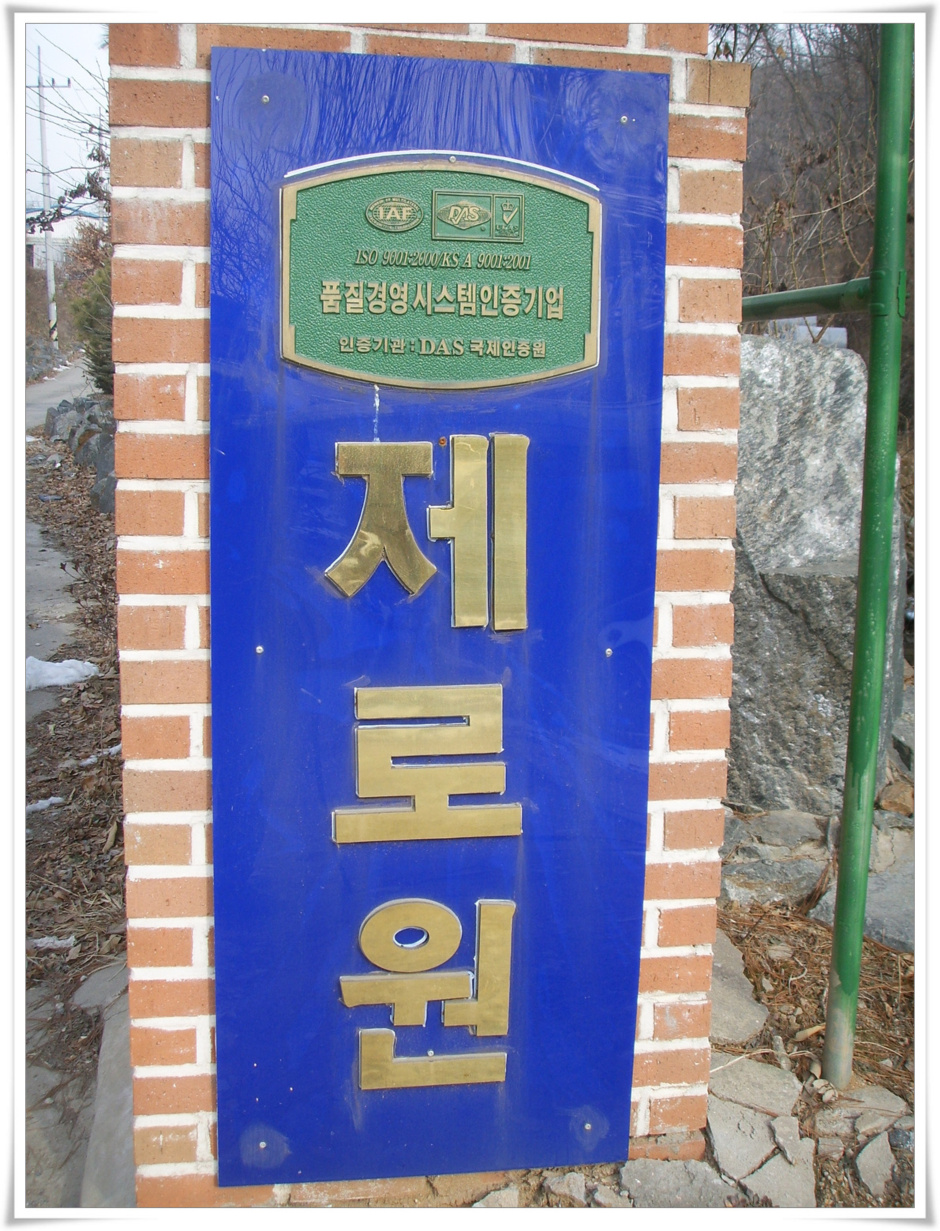 IAF
DAS
ISO 9001:2000/KS A 9001:2001
품질경영시스템인증기업
인증기관 : DAS 국제인증원
제로원